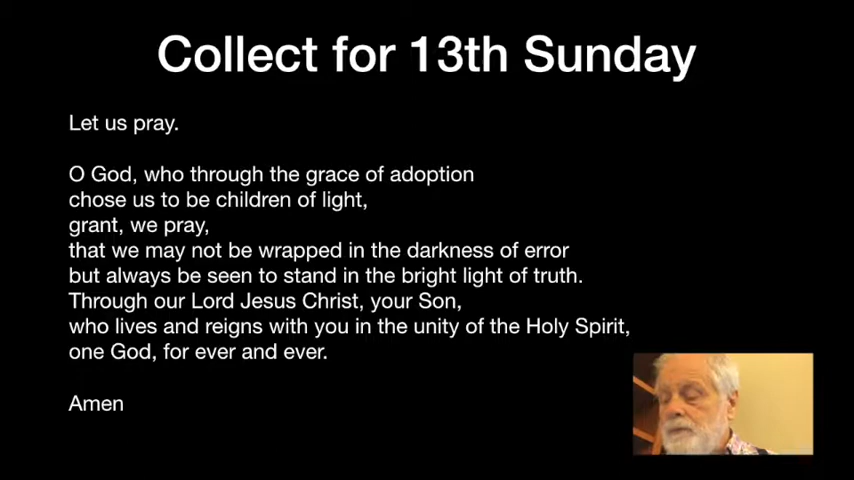 Collect for 13th Sunday
Let us pray.
O God, who through the grace of adoption
chose us to be children of light,
grant, we pray,
that we may not be wrapped in the darkness of error
but always be seen to stand in the bright light of truth.
Through our Lord Jesus Christ, your Son,
who lives and reigns with you in the unity of the Holy Spirit,
one God, for ever and ever.
Amen